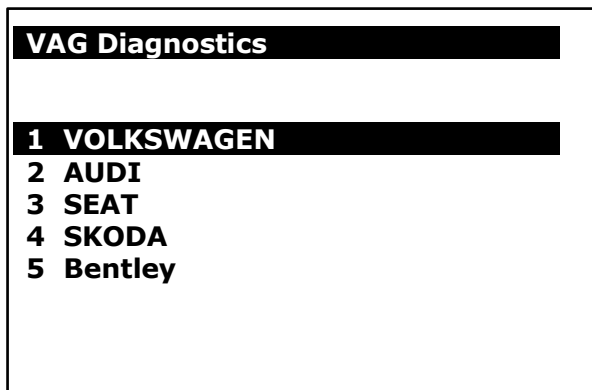 VAG Diagnostics
1 VOLKSWAGEN
2 AUDI
3 SEAT
4 SKODA
5 Bentley